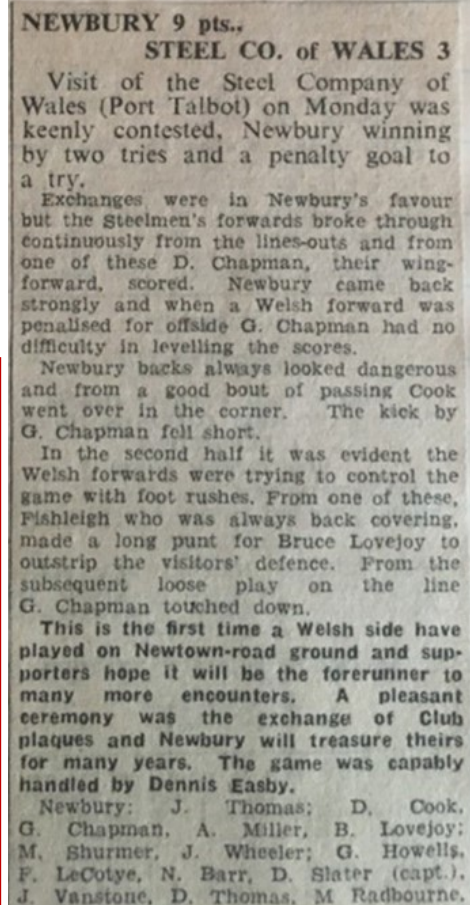 NEWBURY 9 pts.,
STEEL CO. of WALES 3
Visit of the Steel Company of
Wales (Port Talbot) on Monday was
keenly contested, Newbury winning
by two tries and a penalty goal to
a try.
Exchanges were in Newbury's favour
but the Steelmen's forwards broke through
continuously from the lines-outs and from
one of these D. Chapman, their wing-
forward, scored. Newbury came back
strongly and when a Welsh forward was
penalised for offside G. Chapman had no
difficulty in levelling the scores.
Newbury backs always looked dangerous
and from a good bout of passing Cook
went over in the corner. The kick by
G. Chapman fell short.
In the second half it was evident the
Welsh forwards were trying to control the
game with foot rushes. From one of these,
Fishleigh who was always back covering,
made a long punt for Bruce Lovejoy to
outstrip the visitors' defence. From the
subsequent loose play on the line
G. Chapman touched down.
This is the first time a Welsh side have
played on Newtown-road ground and sup-
porters hope it will be the forerunner to
many more encounters. A pleasant
ceremony was the exchange of Club
plaques and Newbury will treasure theirs
for many years. The game was capably
handled by Dennis Easby.
Newbury: J. Thomas; D. Cook,
G. Chapman, A. Miller, B. Lovejoy;
M. Shurmer, J. Wheeler; G. Howells,
F. LeCotye, N. Barr, D. Slater (capt.),
J. Vanstone, D. Thomas, M Radbourne,